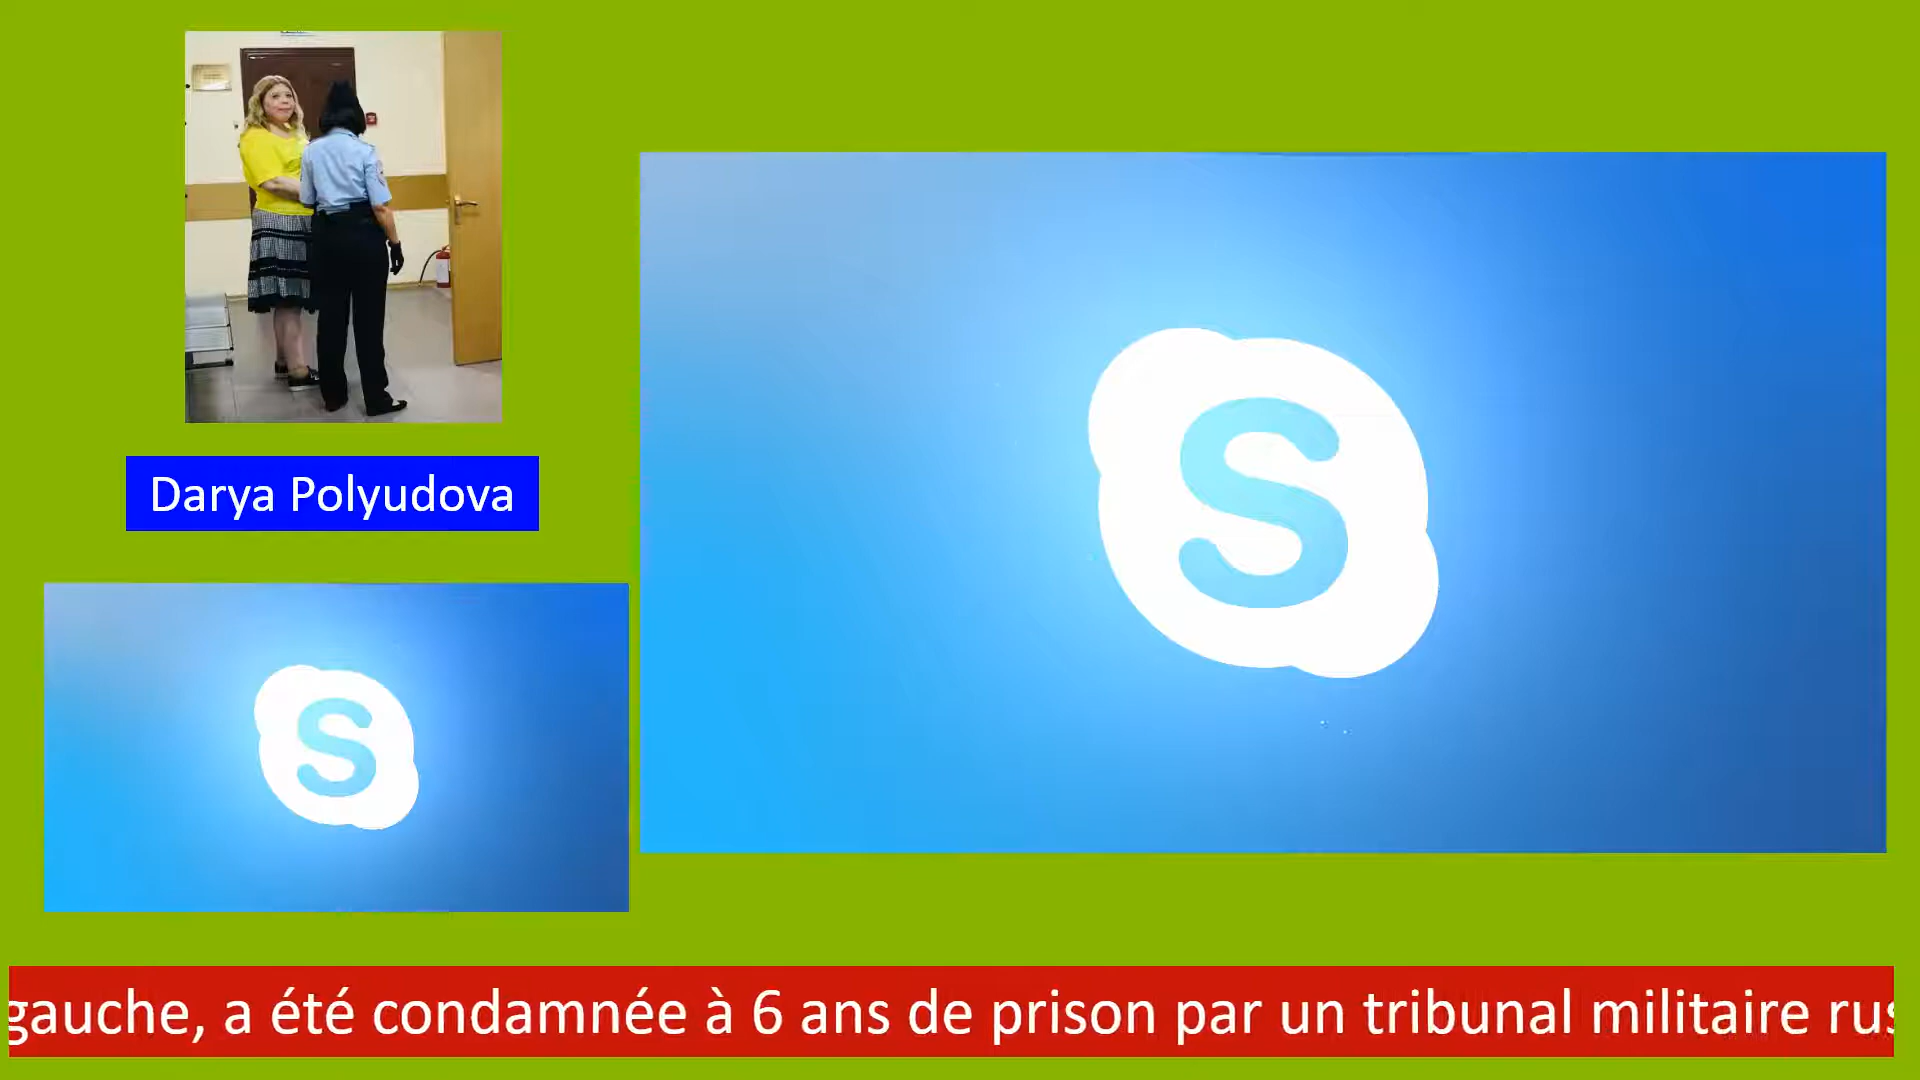 Darya Polyudova
S
S
gauche, a été condamnée à 6 ans de prison par un tribunal militaire rus